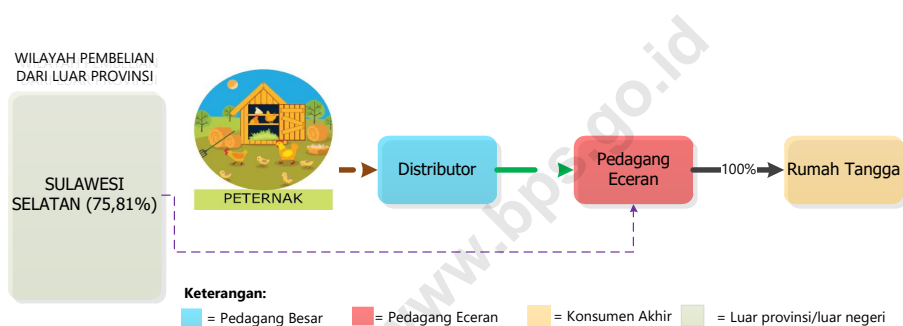 WILAYAH PEMBELIAN
DARI LUAR PROVINSI
SULAWESI
SELATAN (75,81%)
PETERNAK
Distributor
Pedagang
Eceran
100%
Rumah Tangga
www.bps.go.id
Keterangan:
= Pedagang Besar
= Pedagang Eceran
= Konsumen Akhir
= Luar provinsi/luar negeri